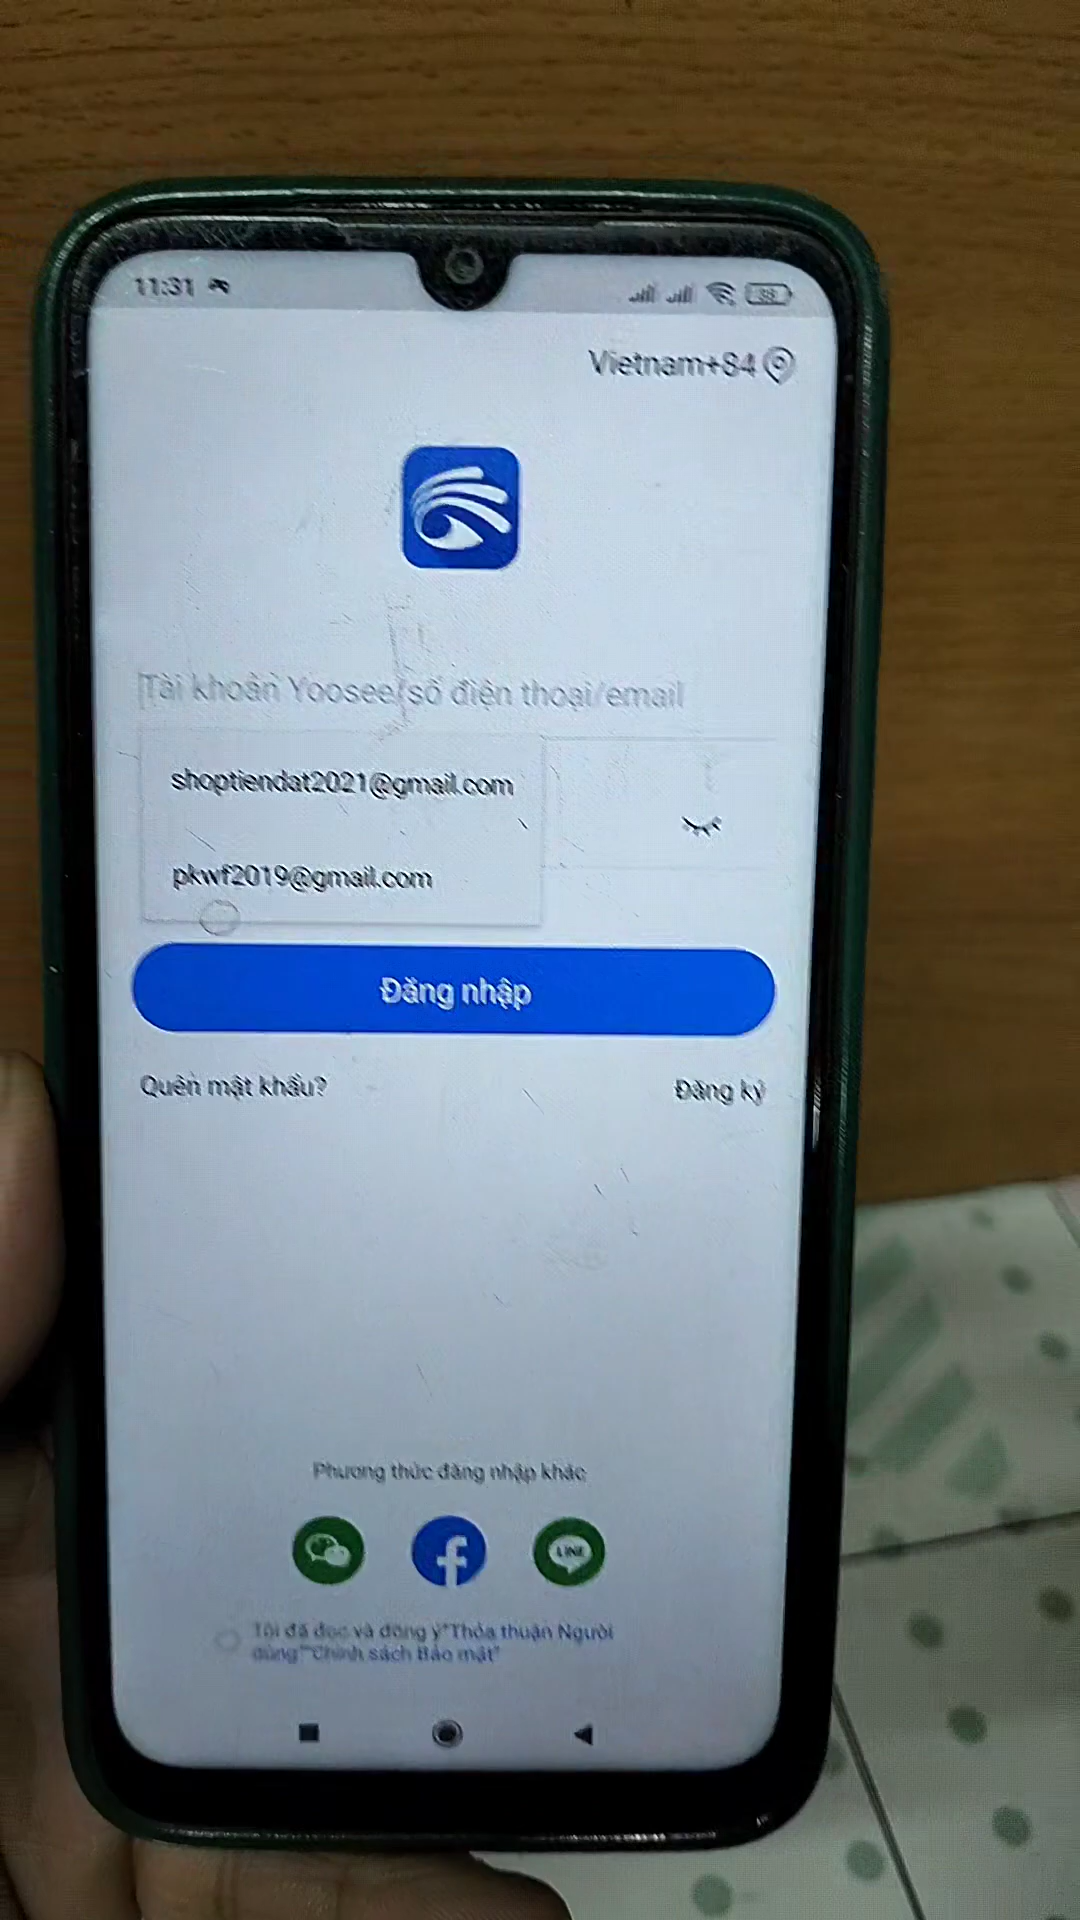 11:31
38
Vietnam+84
Tài khoản Yoosee/số điện thoại/email
shoptiendat2021@gmail.com
pkwf2019@gmail.com
Đăng nhập
Quên mật khẩu?
Đăng ký
Phương thức đăng nhập khác
LINE
Tôi đã đọc và đồng ý"Thỏa thuận Người
dùng""Chính sách Bảo mật"